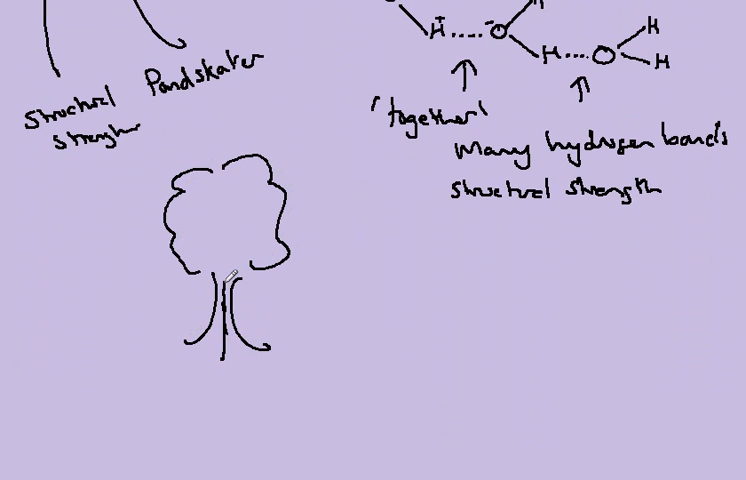 H
H⁺.....⁻O
H...O
H
H
Structural
strength
Pondskater
'together'
Many hydrogen bonds
structural strength